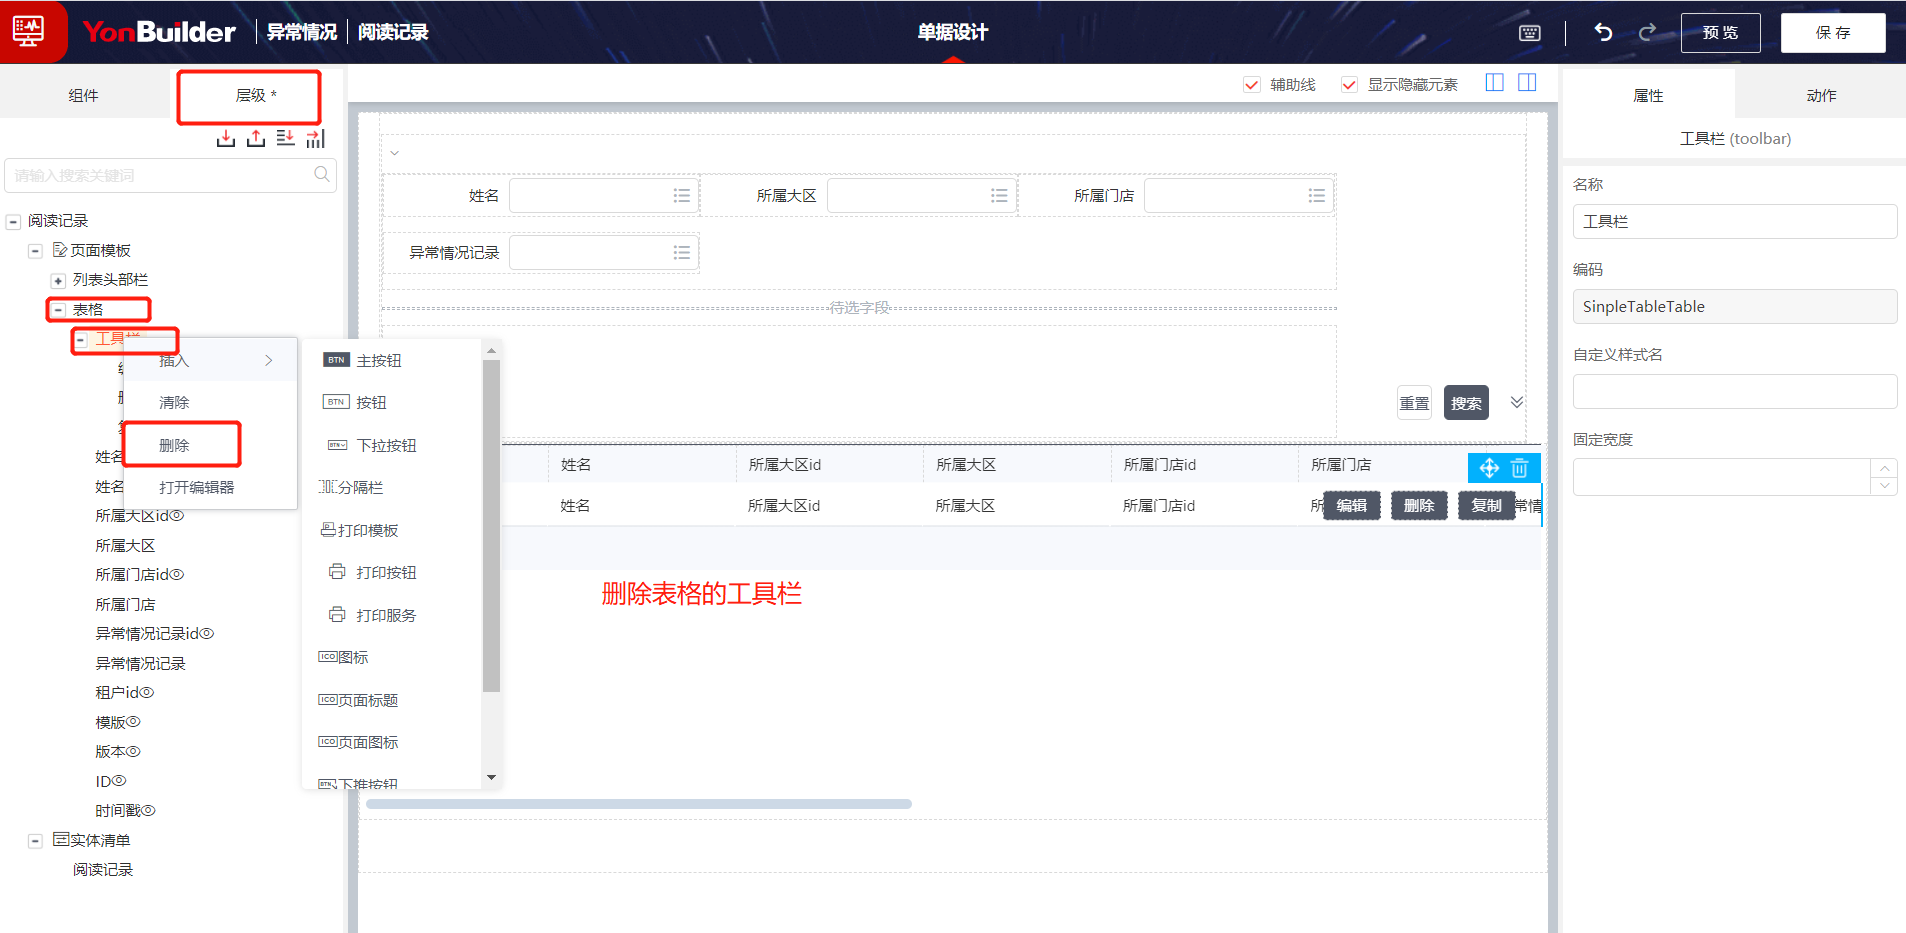 YonBuilder
异常情况
阅读记录
单据设计
预 览
保 存
组件
层级 *
辅助线
显示隐藏元素
属性
动作
工具栏 (toolbar)
请输入搜索关键词
阅读记录
页面模板
列表头部栏
表格
工具栏
姓名
姓名
所属大区id
所属大区
所属门店id
所属门店
异常情况记录id
异常情况记录
租户id
模版
版本
ID
时间戳
实体清单
阅读记录
插入
清除
删除
打开编辑器
BTN 主按钮
BTN 按钮
BTN 下拉按钮
分隔栏
打印模板
打印按钮
打印服务
ICO 图标
ICO 页面标题
ICO 页面图标
BTN 下推按钮
姓名
所属大区
所属门店
异常情况记录
待选字段
重置
搜索
姓名
所属大区id
所属大区
所属门店id
所属门店
姓名
所属大区id
所属大区
所属门店id
所
编辑
删除
复制
常情
删除表格的工具栏
名称
工具栏
编码
SinpleTableTable
自定义样式名
固定宽度